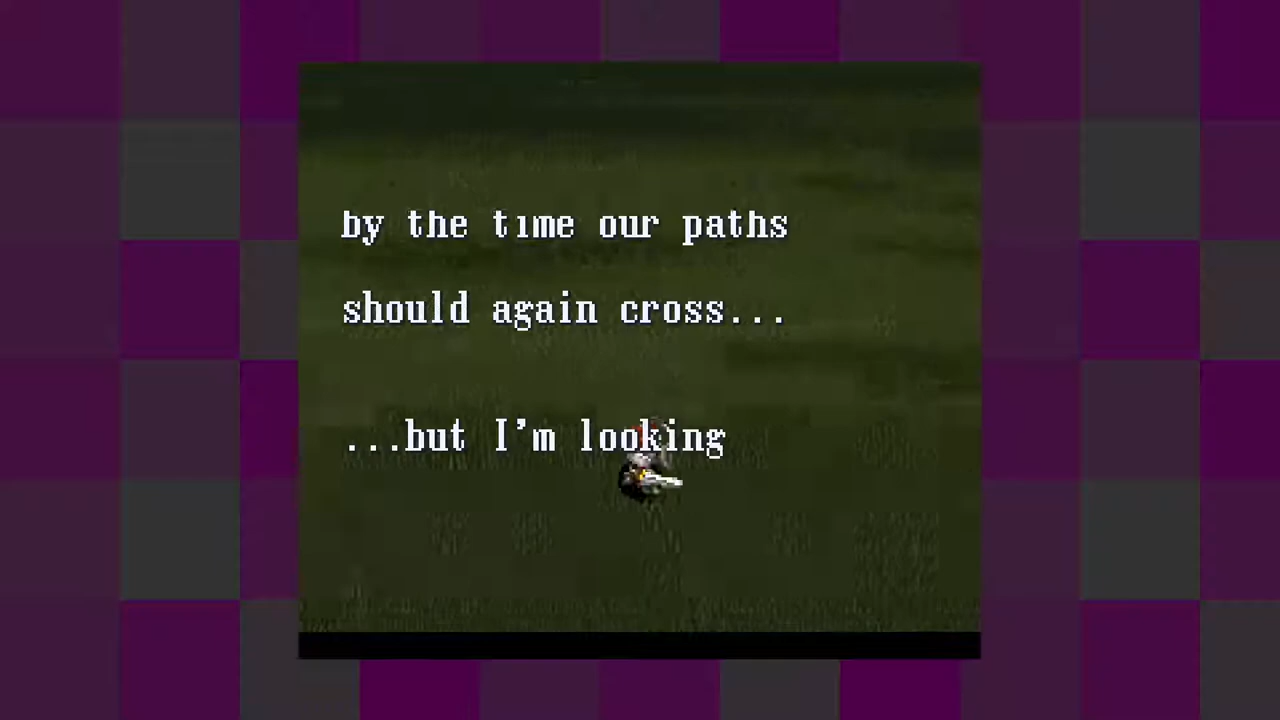 by the time our paths
should again cross...
...but I'm looking